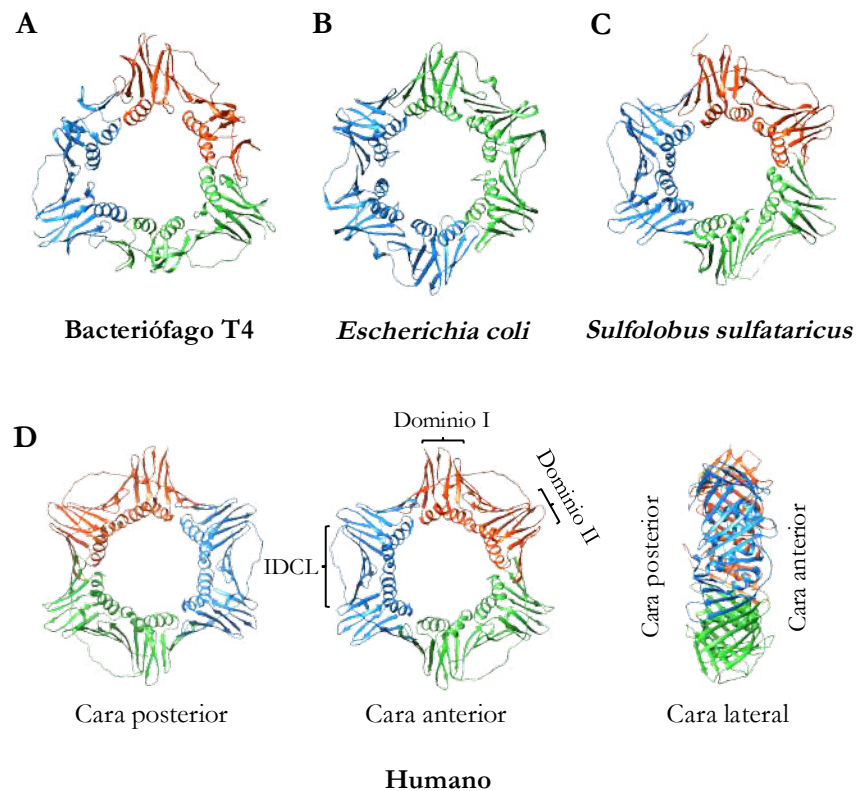 A
B
C
Bacteriófago T4
Escherichia coli
Sulfolobus sulfataricus
D
Dominio I
Dominio II
IDCL
Cara posterior
Cara anterior
Cara posterior
Cara anterior
Cara lateral
Humano